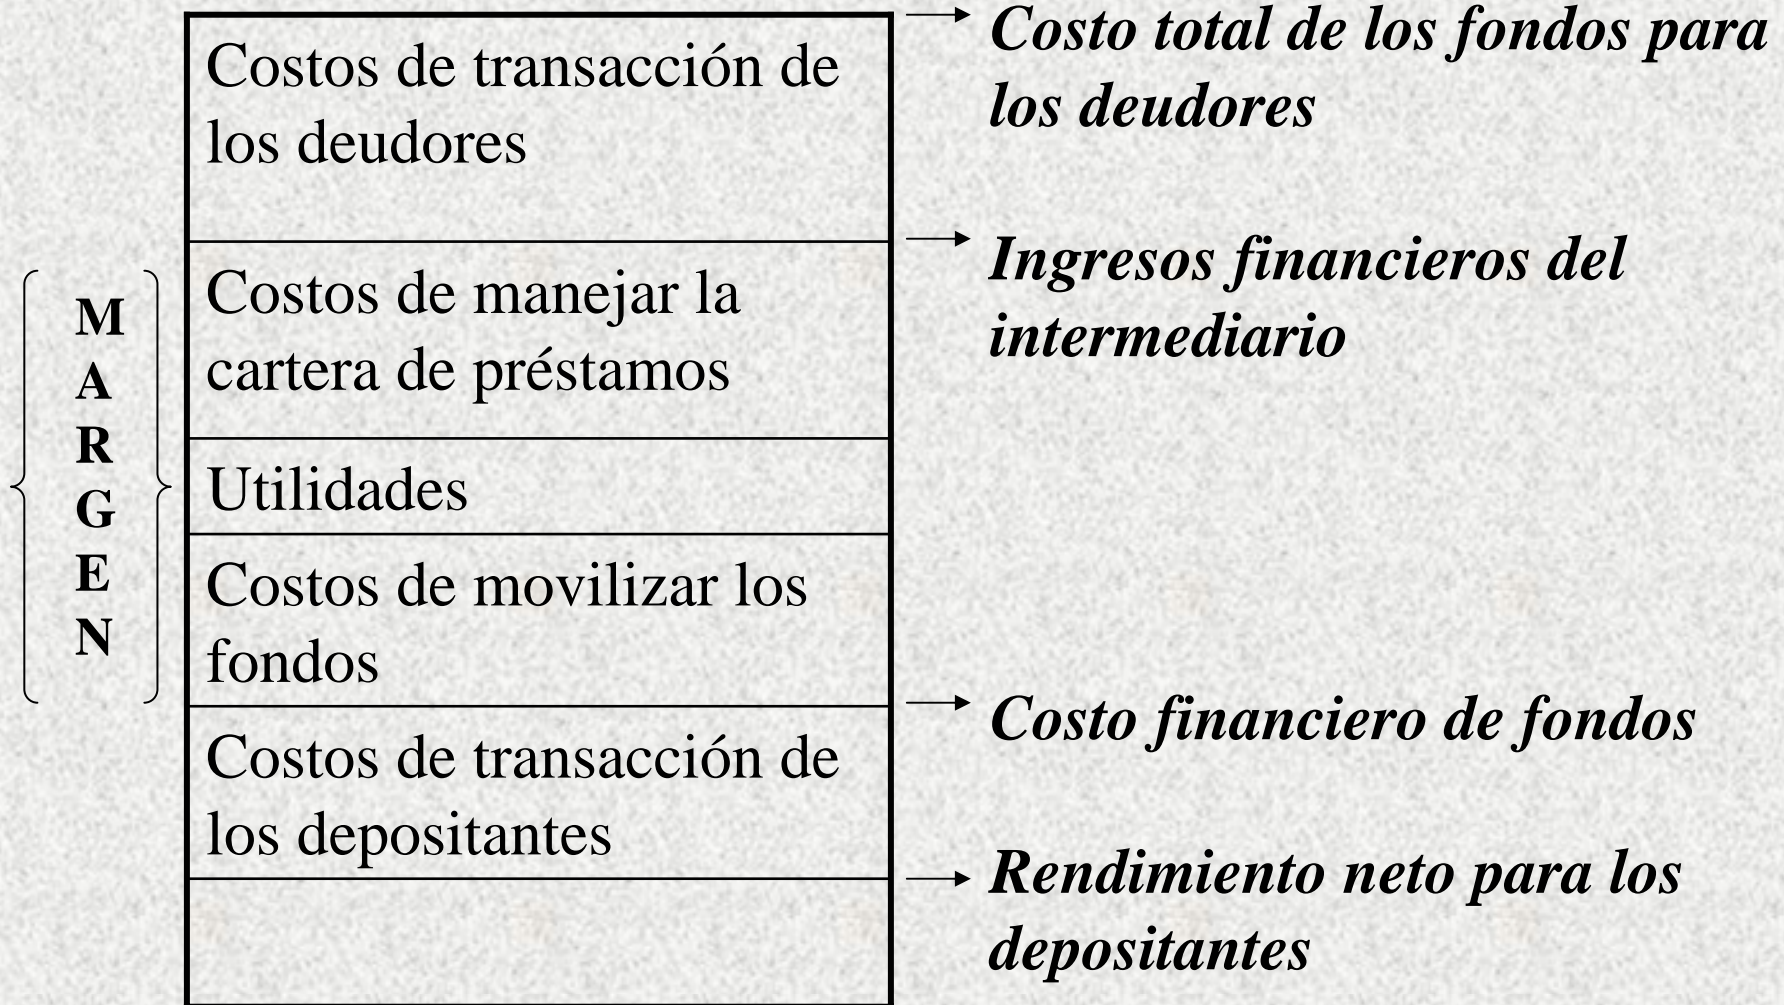 Costos de transacción de
los deudores
Costos de manejar la
cartera de préstamos
Utilidades
Costos de movilizar los
fondos
Costos de transacción de
los depositantes
M
A
R
G
E
N
Costo total de los fondos para
los deudores
Ingresos financieros del
intermediario
Costo financiero de fondos
Rendimiento neto para los
depositantes